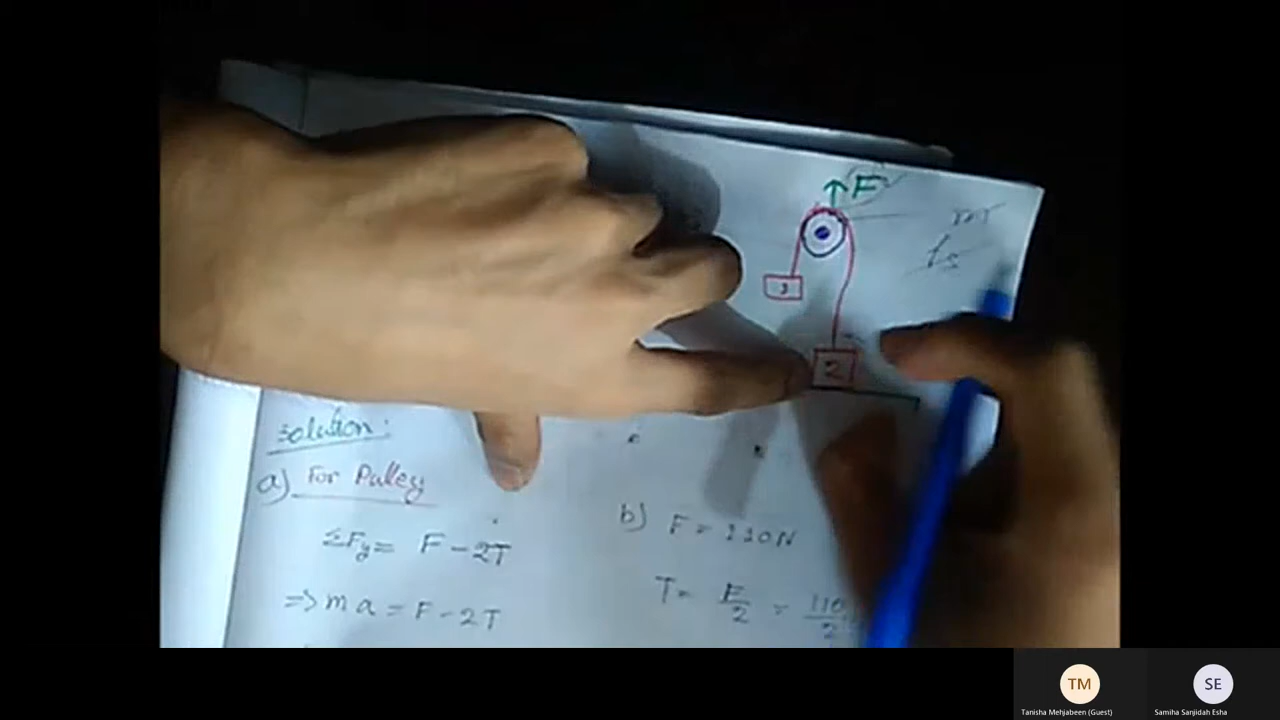 F
2
Solution:
a) For Pulley
ΣFy = F - 2T
=> ma = F - 2T
b) F = 110N
T = F/2 = 110/2
TM
SE
Tanisha Mehjabeen (Guest)
Samiha Sanjidah Esha